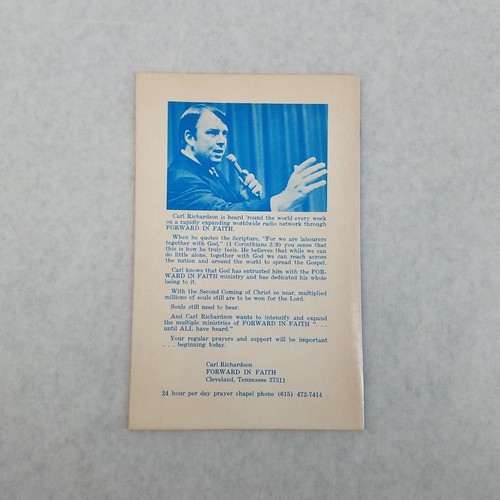 Carl Richardson is heard 'round the world every week
on a rapidly expanding worldwide radio network through
FORWARD IN FAITH.
When he quotes the Scripture, "For we are labourers
together with God," (1 Corinthians 3:9) you sense that
this is how he truly feels. He believes that while we can
do little alone, together with God we can reach across
the nation and around the world to spread the Gospel.
Carl knows that God has entrusted him with the FOR-
WARD IN FAITH ministry and has dedicated his whole
being to it.
With the Second Coming of Christ so near, multiplied
millions of souls still are to be won for the Lord.
Souls still need to hear.
And Carl Richardson wants to intensify and expand
the multiple ministries of FORWARD IN FAITH ". . .
until ALL have heard."
Your regular prayers and support will be important
. . . beginning today.
Carl Richardson
FORWARD IN FAITH
Cleveland, Tennessee 37311
24 hour per day prayer chapel phone (615) 472-7414